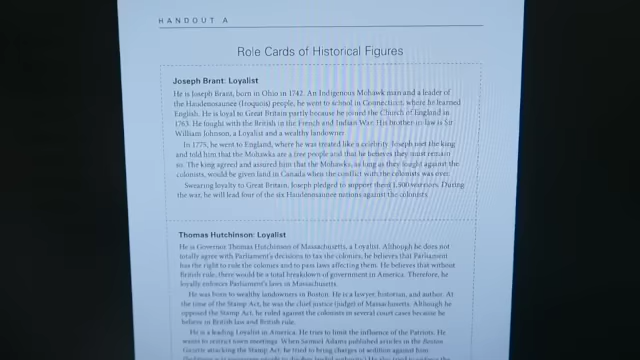 HANDOUT A
Role Cards of Historical Figures
Joseph Brant: Loyalist
He is Joseph Brant, born in Ohio in 1742. An Indigenous Mohawk man and a leader of
the Haudenosaunee (Iroquois) people, he went to school in Connecticut, where he learned
English. He is loyal to Great Britain partly because he joined the Church of England in
1765. He fought with the British in the French and Indian War. His brother-in-law is Sir
William Johnson, a Loyalist and a wealthy landowner.
In 1775, he went to England, where he was treated like a celebrity. Joseph met the king
and told him that the Mohawks are a free people and that he believes they must remain
so. The king agreed and assured him that the Mohawks, as long as they fought against the
colonists, would be given land in Canada when the conflict with the colonists was over.
Swearing loyalty to Great Britain, Joseph pledged to support them 1,500 warriors. During
the war, he will lead four of the six Haudenosaunee nations against the colonists.
Thomas Hutchinson: Loyalist
He is Governor Thomas Hutchinson of Massachusetts, a Loyalist. Although he does not
totally agree with Parliament's decisions to tax the colonies, he believes that Parliament
has the right to rule the colonies and to pass laws affecting them. He believes that without
British rule, there would be a total breakdown of government in America. Therefore, he
loyally enforces Parliament's laws in Massachusetts.
He was born to wealthy landowners in Boston. He is a lawyer, historian, and author. At
the time of the Stamp Act, he was the chief justice (judge) of Massachusetts. Although he
opposed the Stamp Act, he ruled against the colonists in several court cases because he
believes in British law and British rule.
He is a leading Loyalist in America. He tries to limit the influence of the Patriots. He
wants to restrict town meetings. When Samuel Adams published articles in the Boston
Gazette attacking the Stamp Act, he tried to bring charges of sedition against him